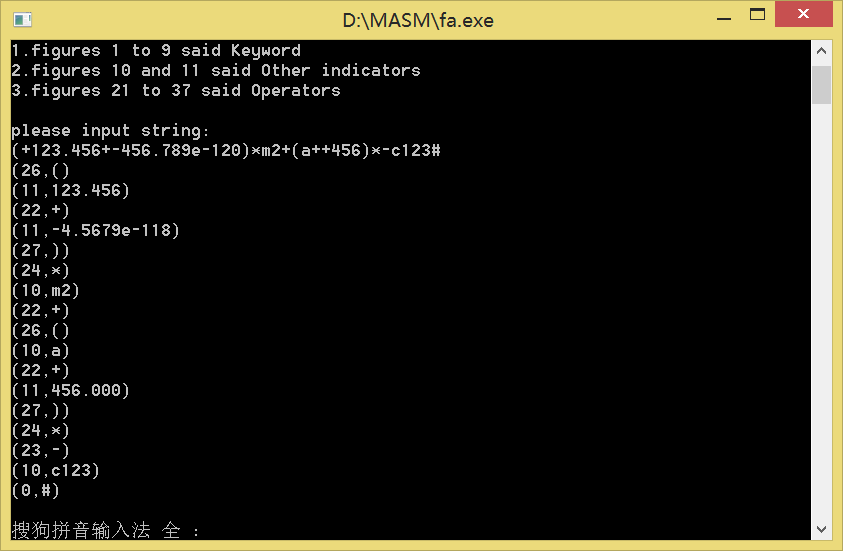 D:\MASM\fa.exe
1.figures 1 to 9 said Keyword
2.figures 10 and 11 said Other indicators
3.figures 21 to 37 said Operators
please input string:
(+123.456+-456.789e-120)*m2+(a++456)*-c123#
(26,()
(11,123.456)
(22,+)
(11,-4.5679e-118)
(27,))
(24,*)
(10,m2)
(22,+)
(26,()
(10,a)
(22,+)
(11,456.000)
(27,))
(24,*)
(23,-)
(10,c123)
(0,#)
搜狗拼音输入法 全 :